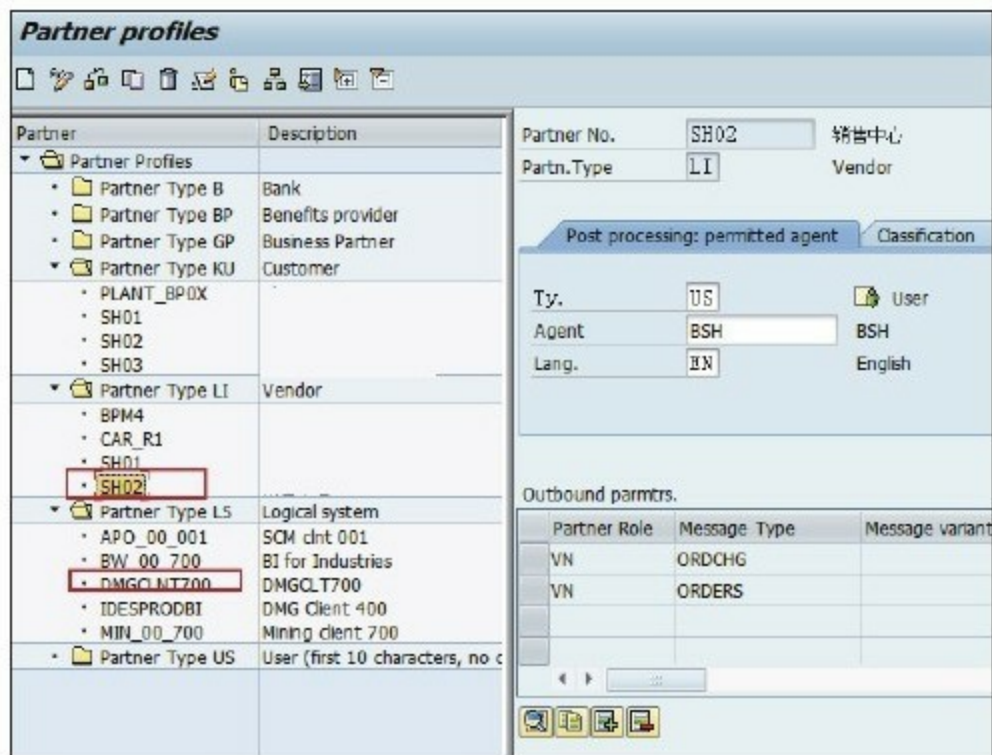 Partner profiles
Partner Description
Partner Profiles
Partner Type B Bank
Partner Type BP Benefits provider
Partner Type GP Business Partner
Partner Type KU Customer
PLANT_BP0X
SH01
SH02
SH03
Partner Type LI Vendor
BPM4
CAR_R1
SH01
SH02
Partner Type LS Logical system
APO_00_001 SCM clnt 001
BW_00_700 BI for Industries
DMGCLNT700 DMGCLT700
IDESPRODBI DMG Client 400
MIN_00_700 Mining client 700
Partner Type US User (first 10 characters, no c
Partner No. SH02 销售中心
Partn.Type LI Vendor
Post processing: permitted agent Classification
Ty. US User
Agent BSH BSH
Lang. EN English
Outbound parmtrs.
Partner Role Message Type Message variant
VN ORDCHG
VN ORDERS